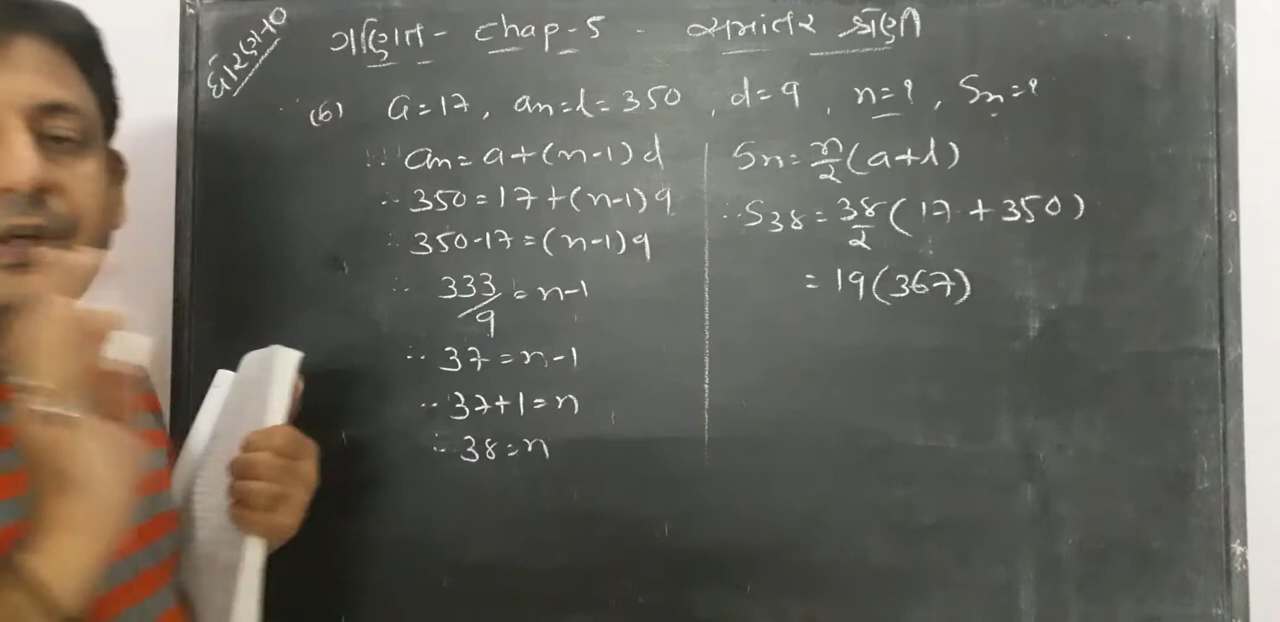 ધોરણ-૧૦
ગણિત - chap-5 - સમાંતર શ્રેણી
(6) a=17, an=l=350, d=9, n=?, Sn=?
∴ an=a+(n-1)d
∴ 350=17+(n-1)9
∴ 350-17=(n-1)9
∴ 333/9=n-1
∴ 37=n-1
∴ 37+1=n
∴ 38=n
Sn=n/2(a+l)
∴ S38=38/2(17+350)
= 19(367)